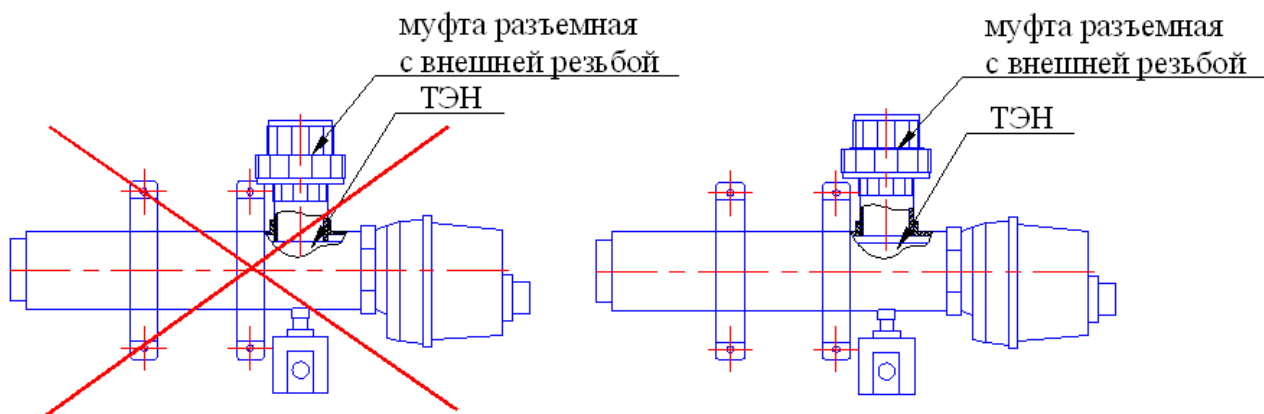 муфта разъемная
с внешней резьбой
ТЭН
муфта разъемная
с внешней резьбой
ТЭН